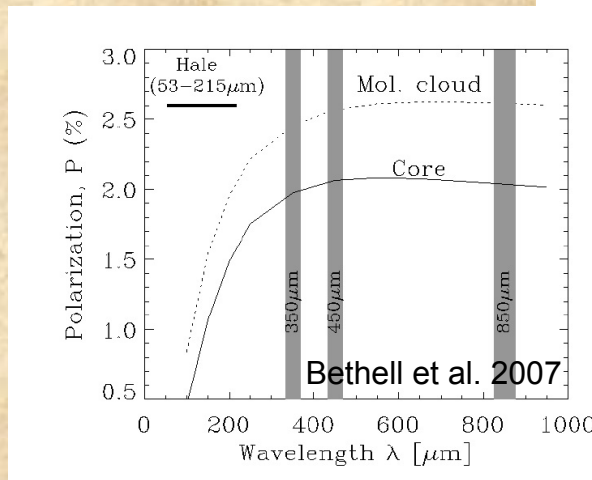 Hale
(53–215μm)
Mol. cloud
Core
Polarization, P (%)
3.0
2.5
2.0
1.5
1.0
0.5
350μm
450μm
850μm
Bethell et al. 2007
0 200 400 600 800 1000
Wavelength λ [μm]